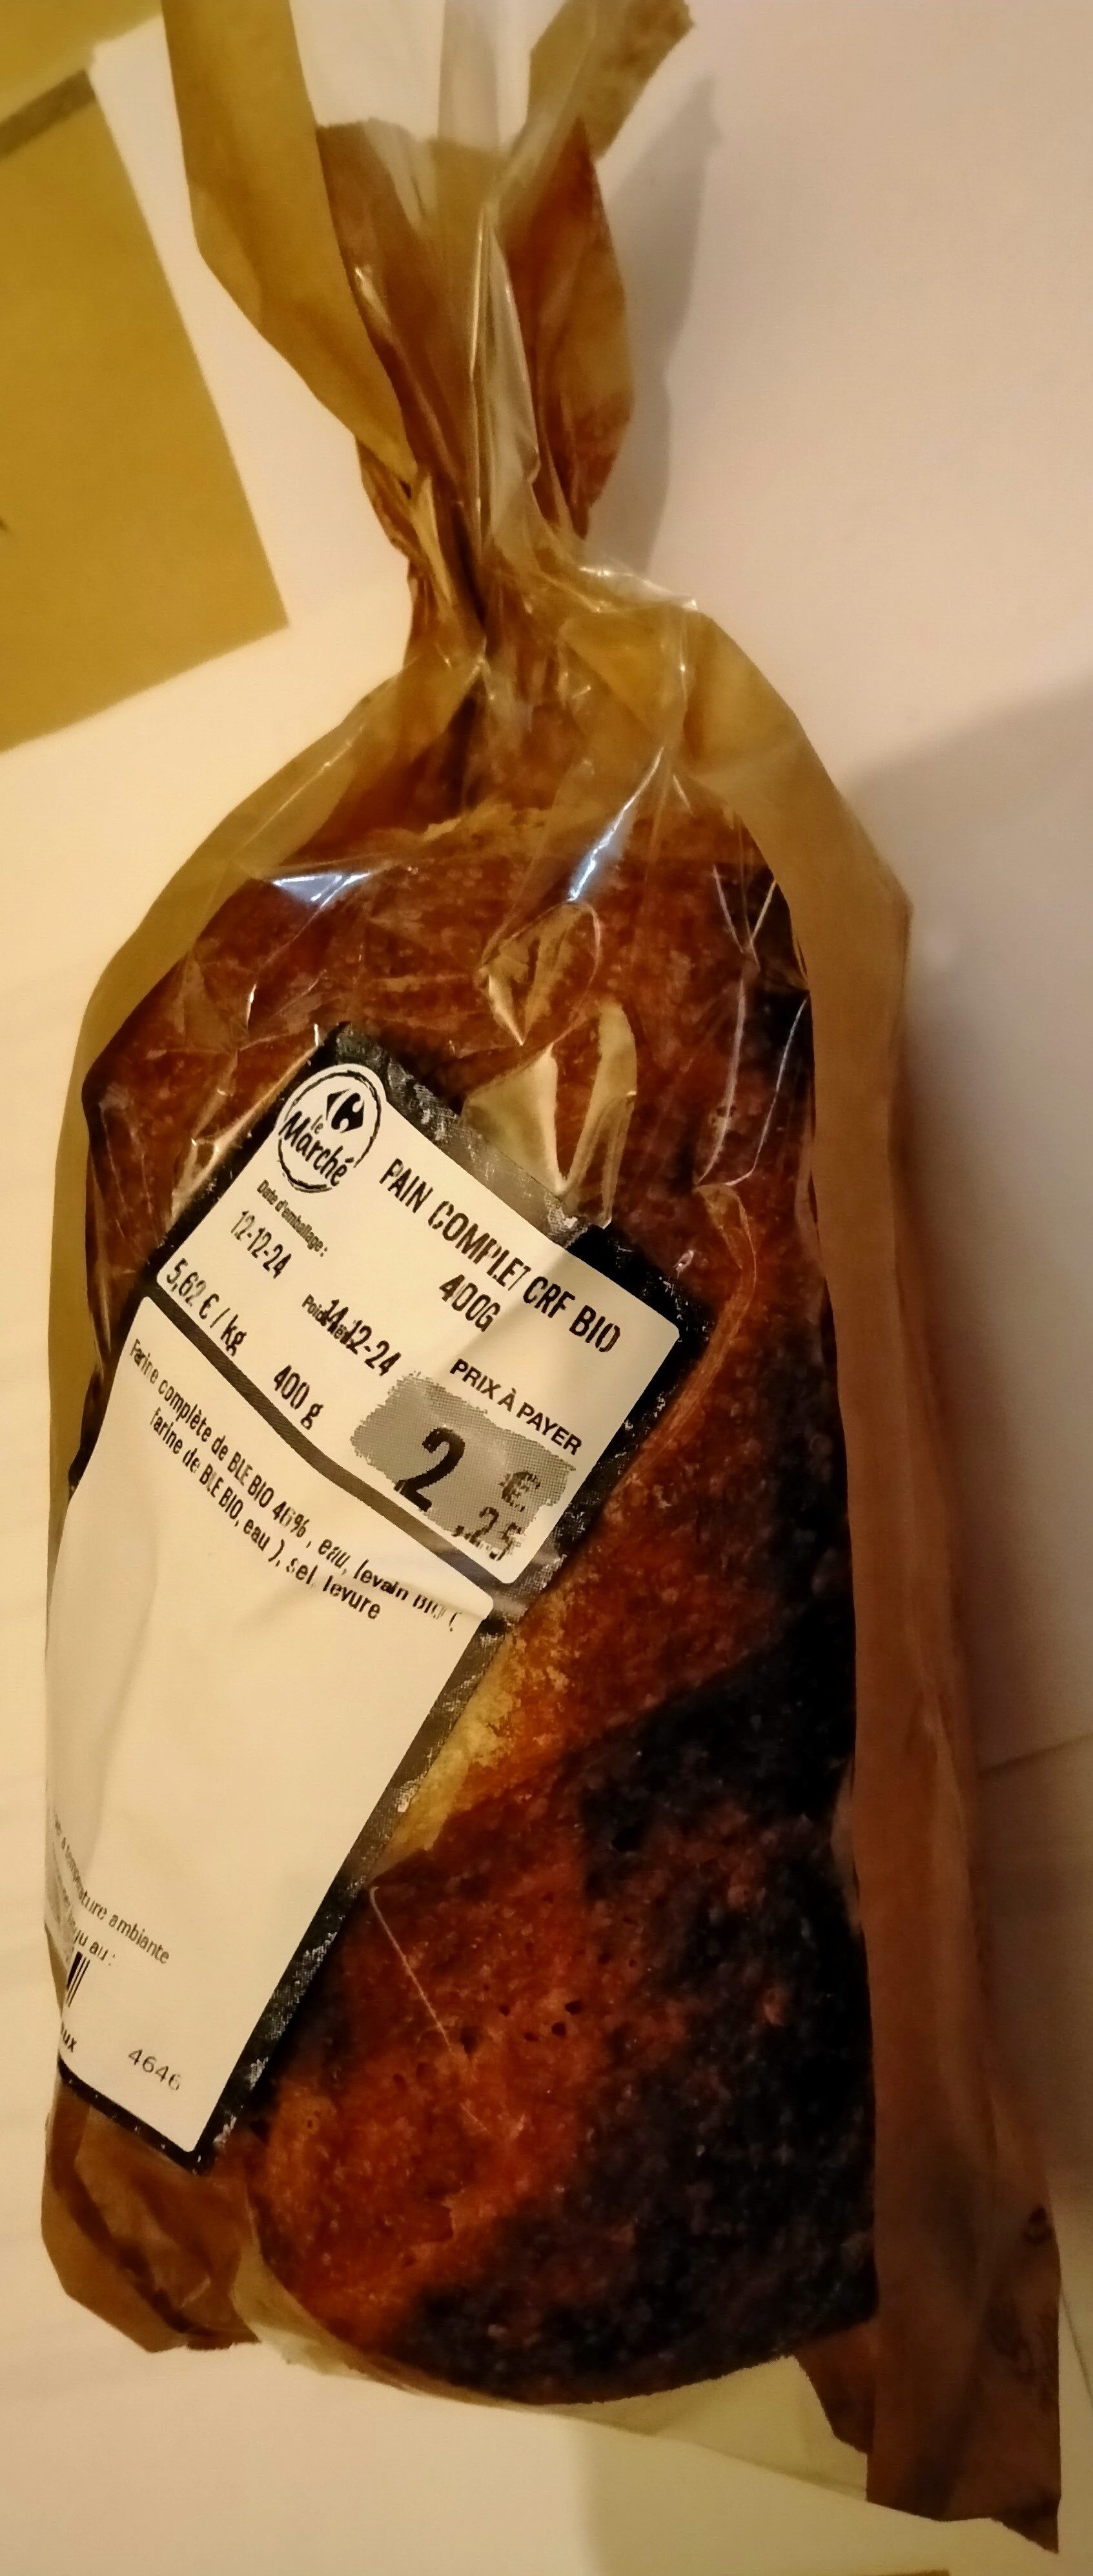 le
Marché
PAIN COMPLET CRF BIO
400G
Date d'emballage :
12-12-24
14-12-24
5,62 € / kg
400 g
PRIX À PAYER
2 €
,25
Farine complète de BLE BIO 46% , eau, levain BIO (
farine de BLE BIO, eau ), sel, levure
à température ambiante
au :
4646